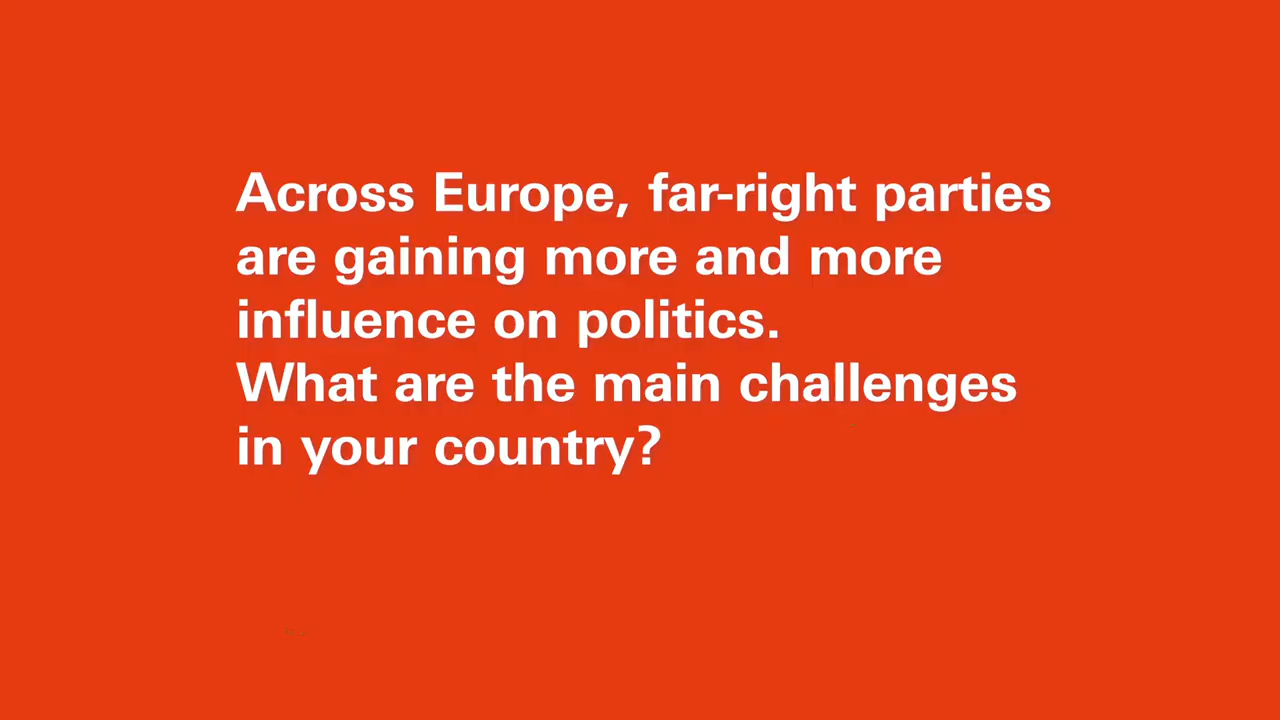 Across Europe, far-right parties
are gaining more and more
influence on politics.
What are the main challenges
in your country?